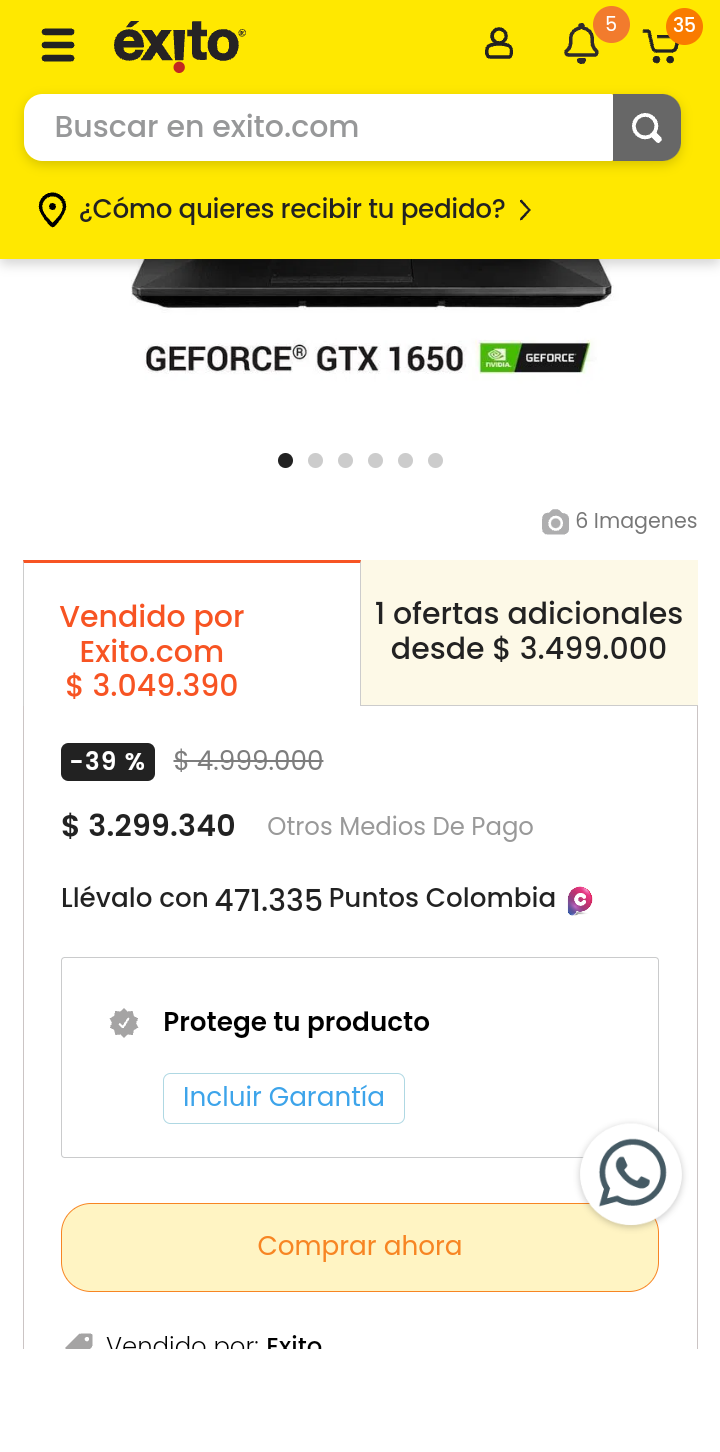 éxito®
5
35
Buscar en exito.com
¿Cómo quieres recibir tu pedido?
GEFORCE® GTX 1650
NVIDIA.
GEFORCE
6 Imagenes
Vendido por
Exito.com
$ 3.049.390
1 ofertas adicionales
desde $ 3.499.000
-39 %
$ 4.999.000
$ 3.299.340
Otros Medios De Pago
Llévalo con 471.335 Puntos Colombia
Protege tu producto
Incluir Garantía
Comprar ahora
Vendido por: Exito